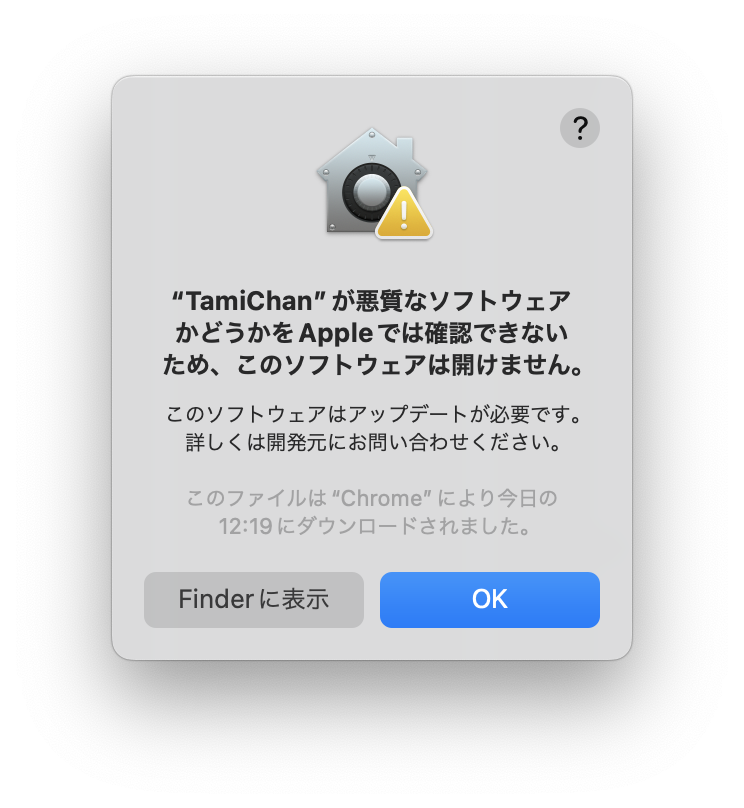 ?
“TamiChan”が悪質なソフトウェア
かどうかをAppleでは確認できない
ため、このソフトウェアは開けません。
このソフトウェアはアップデートが必要です。
詳しくは開発元にお問い合わせください。
このファイルは“Chrome”により今日の
12:19にダウンロードされました。
Finderに表示
OK